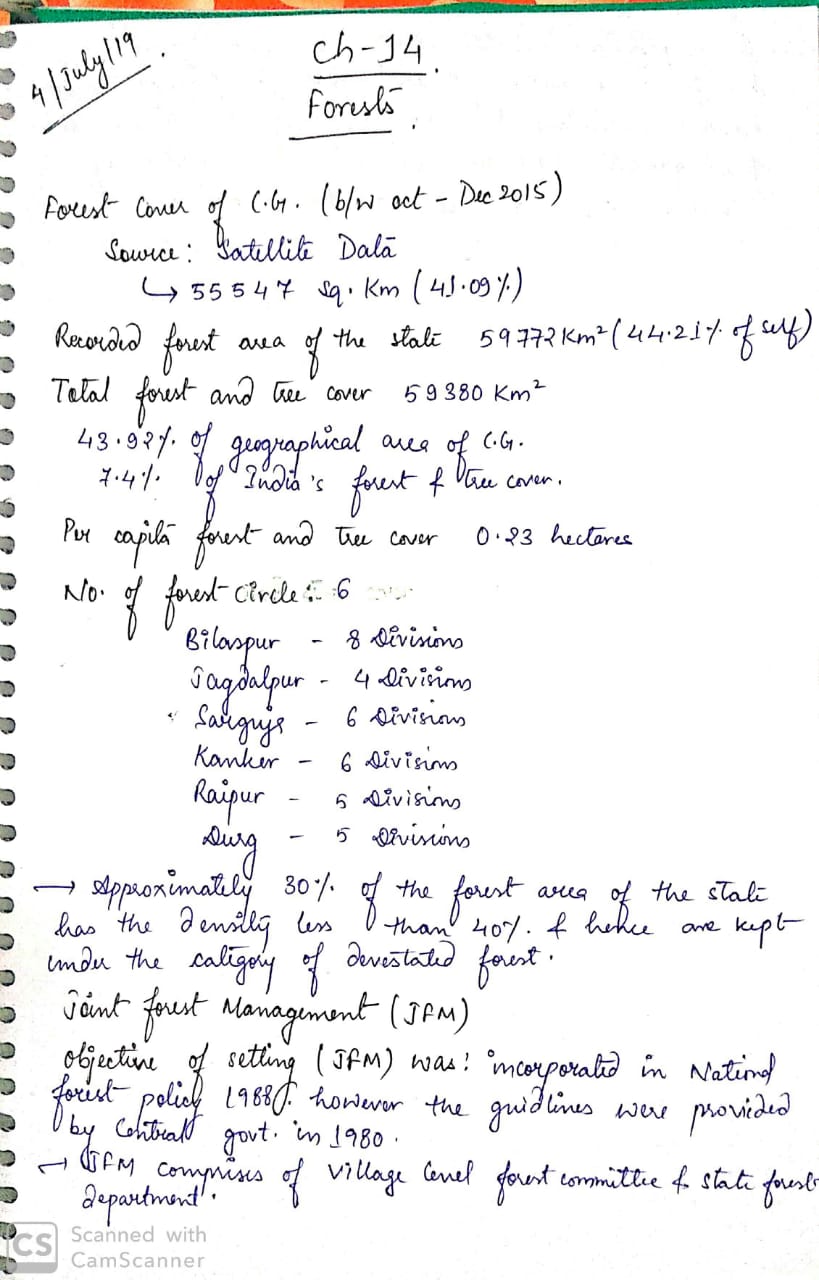 4/July/19.
Ch-14.
Forests.
Forest Cover of C.G. (b/w oct - Dec 2015)
Source: Satellite Data
↳ 55547 sq. Km (41.09%)
Recorded forest area of the state 59772 Km² (44.21% of self)
Total forest and tree cover 59380 Km²
43.92% of geographical area of C.G.
7.4% of India's forest & tree cover.
Per capita forest and tree cover 0.23 hectares
No. of forest circle: 6
Bilaspur - 8 Divisions
Jagdalpur - 4 Divisions
Sarguja - 6 Divisions
Kanker - 6 Divisions
Raipur - 5 Divisions
Durg - 5 Divisions
→ Approximately 30% of the forest area of the state
has the density less than 40% & hence are kept
under the category of devestated forest.
Joint forest Management (JFM)
objective of setting (JFM) was: incorporated in National
forest policy 1988. however the guidlines were provided
by Central govt. in 1980.
→ JFM comprises of village level forest committee & state forest
department.
CS Scanned with
CamScanner